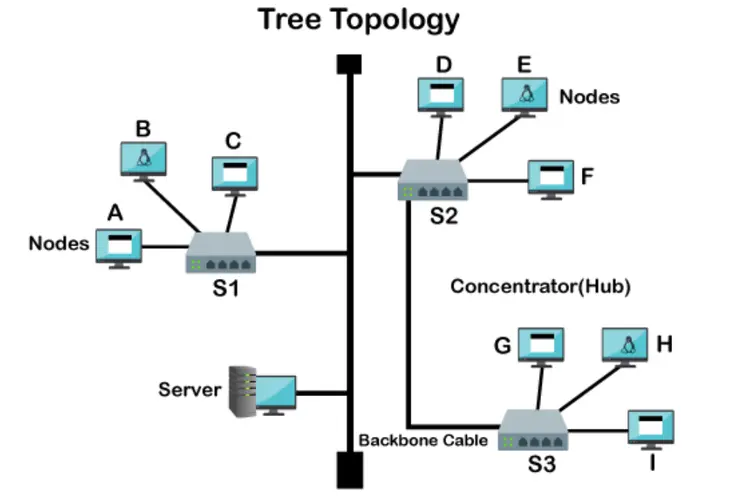 Tree Topology
D
E
Nodes
B
C
F
A
S2
Nodes
S1
Concentrator(Hub)
G
H
Server
Backbone Cable
S3
I